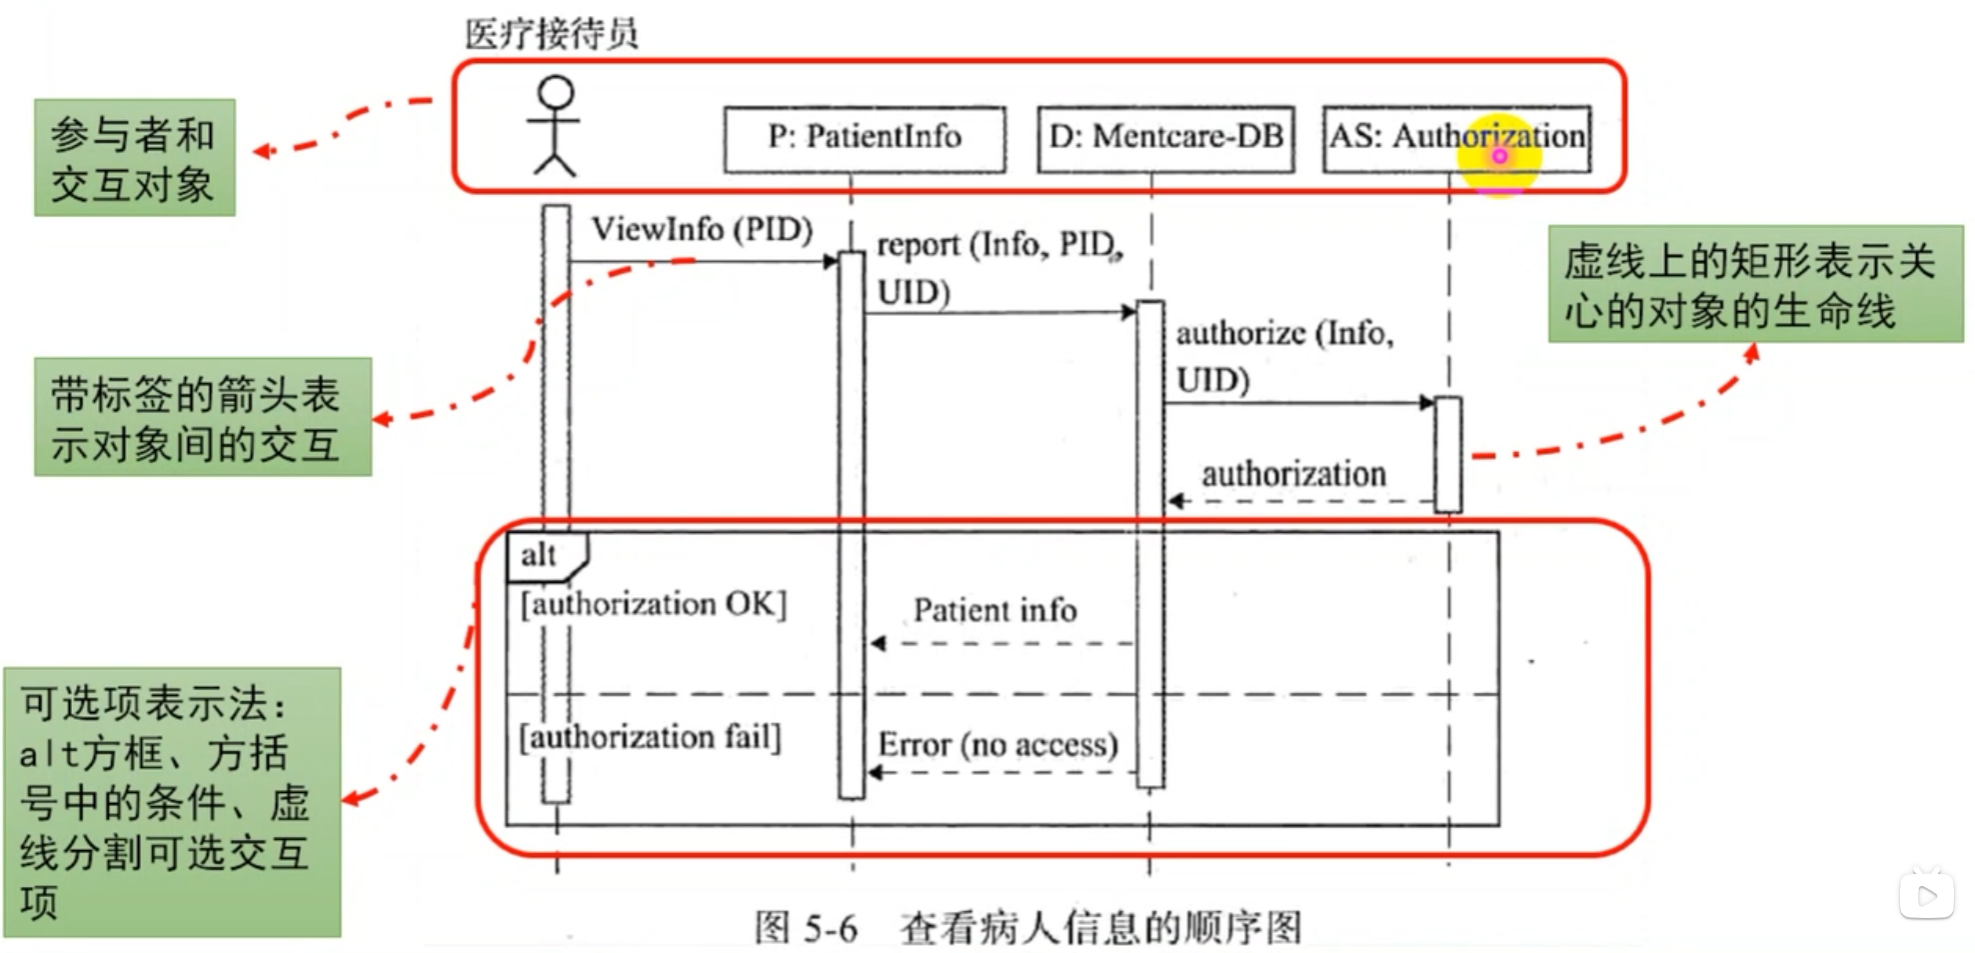 医疗接待员
参与者和
交互对象
P: PatientInfo
D: Mentcare-DB
AS: Authorization
ViewInfo (PID)
report (Info, PID,
UID)
authorize (Info,
UID)
authorization
虚线上的矩形表示关
心的对象的生命线
带标签的箭头表
示对象间的交互
alt
[authorization OK]
Patient info
[authorization fail]
Error (no access)
可选项表示法：
alt方框、方括
号中的条件、虚
线分割可选交互
项
图 5-6 查看病人信息的顺序图